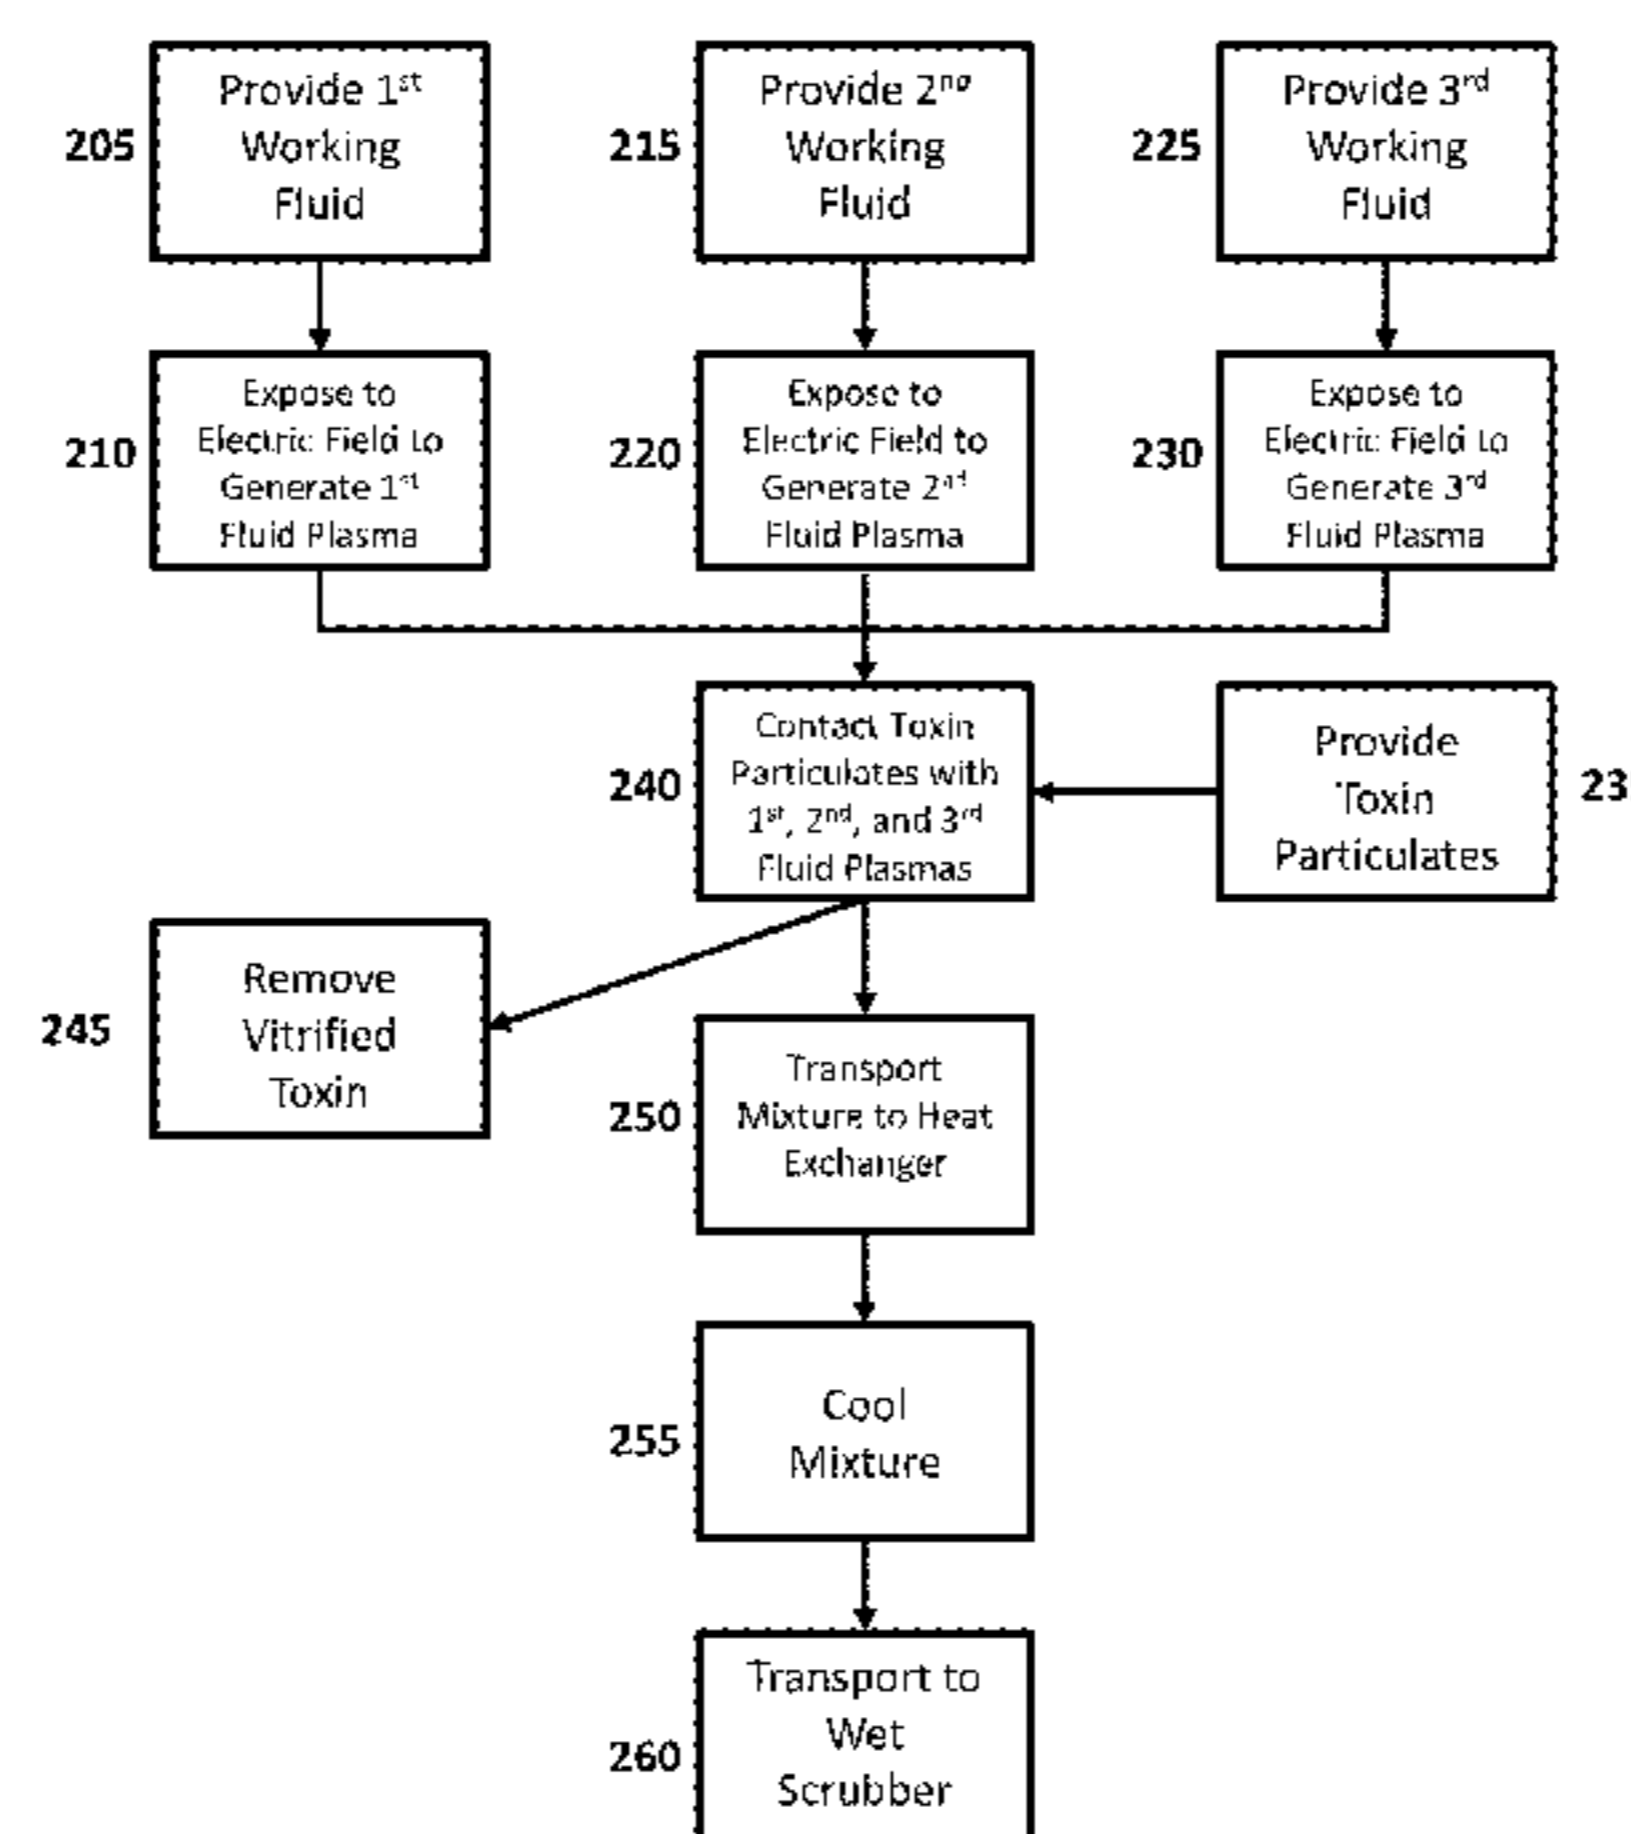 Provide 1st
Working
Fluid
205
Provide 2nd
Working
Fluid
215
Provide 3rd
Working
Fluid
225
Expose to
Electric Field to
Generate 1st
Fluid Plasma
210
Expose to
Electric Field to
Generate 2nd
Fluid Plasma
220
Expose to
Electric Field to
Generate 3rd
Fluid Plasma
230
Contact Toxin
Particulates with
1st, 2nd, and 3rd
Fluid Plasmas
240
Provide
Toxin
Particulates
23
Remove
Vitrified
Toxin
245
Transport
Mixture to Heat
Exchanger
250
Cool
Mixture
255
Transport to
Wet
Scrubber
260